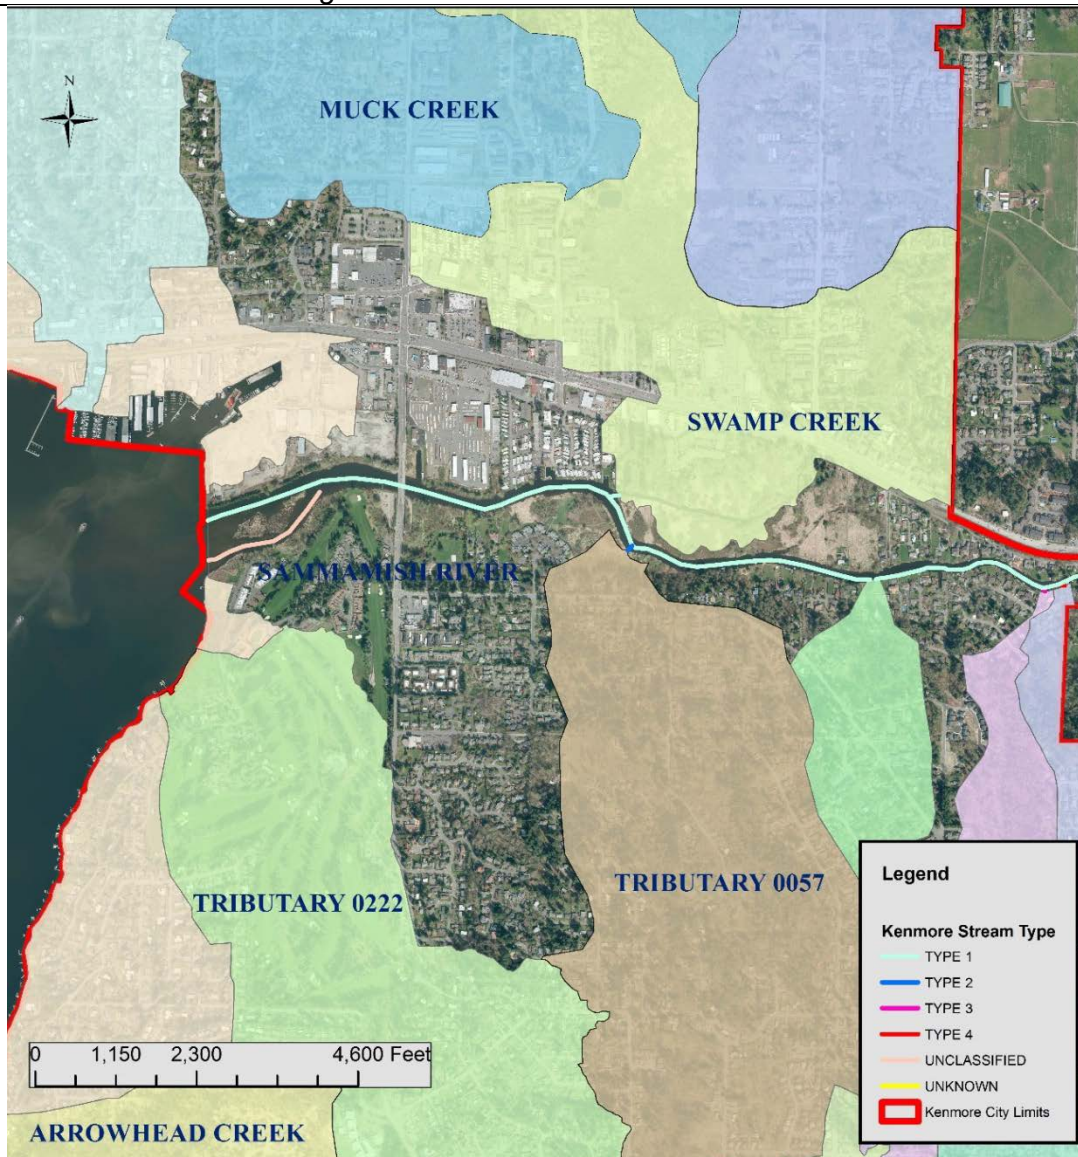 N
MUCK CREEK
SWAMP CREEK
SAMMAMISH RIVER
TRIBUTARY 0057
TRIBUTARY 0222
ARROWHEAD CREEK
0 1,150 2,300 4,600 Feet
Legend
Kenmore Stream Type
TYPE 1
TYPE 2
TYPE 3
TYPE 4
UNCLASSIFIED
UNKNOWN
Kenmore City Limits